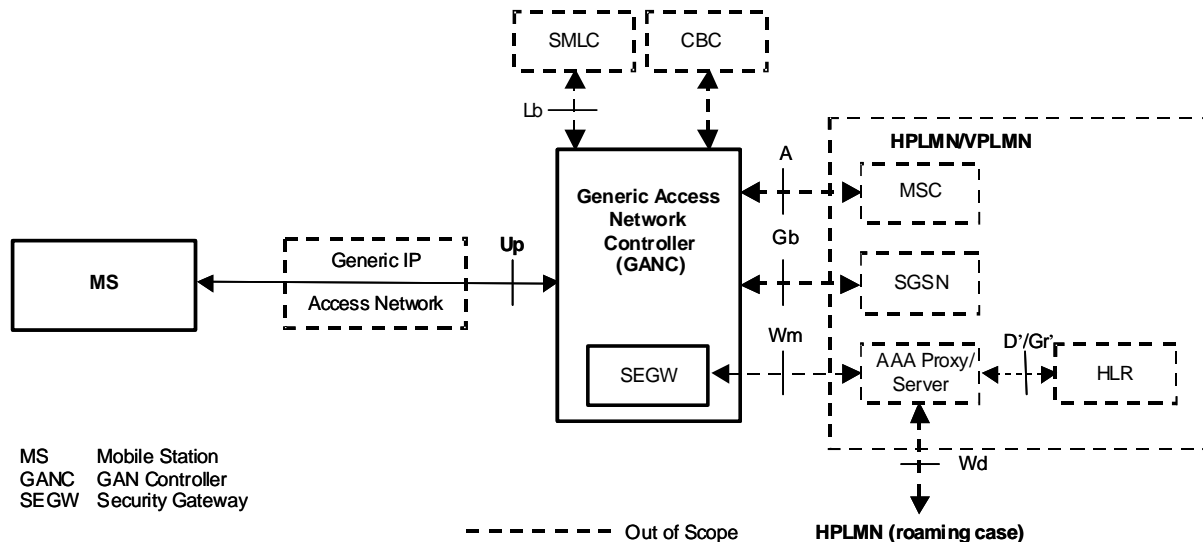 SMLC
CBC
Lb
HPLMN/VPLMN
A
MSC
Generic Access
Network
Controller
(GANC)
Gb
Up
Generic IP
Access Network
MS
SGSN
Wm
D'/Gr'
SEGW
AAA Proxy/
Server
HLR
MS Mobile Station
GANC GAN Controller
SEGW Security Gateway
Wd
Out of Scope
HPLMN (roaming case)